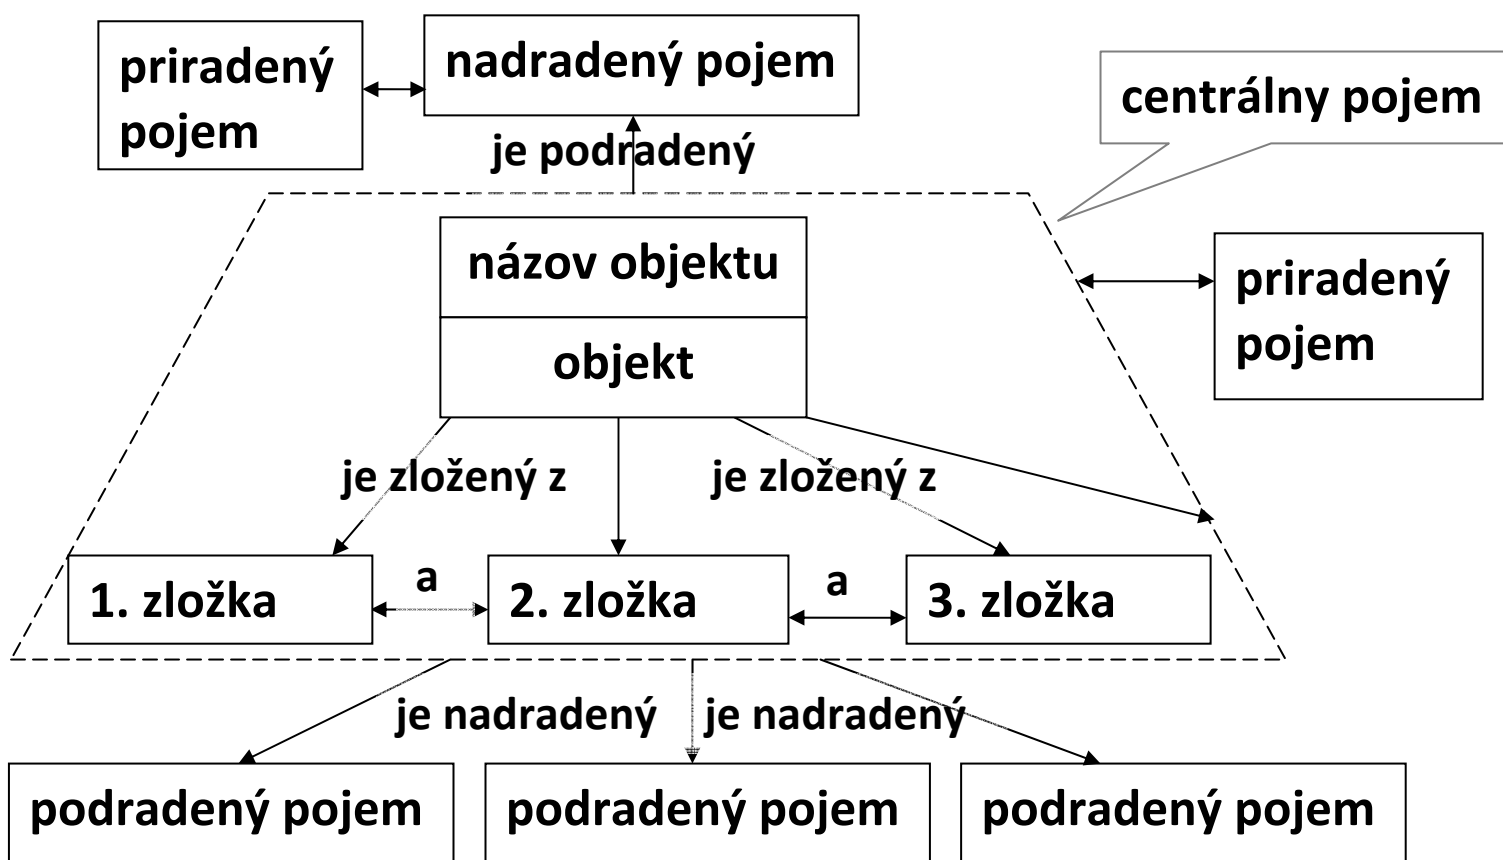 priradený
pojem
nadradený pojem
centrálny pojem
je podradený
názov objektu
objekt
priradený
pojem
je zložený z
je zložený z
1. zložka
a
2. zložka
a
3. zložka
je nadradený
je nadradený
podradený pojem
podradený pojem
podradený pojem